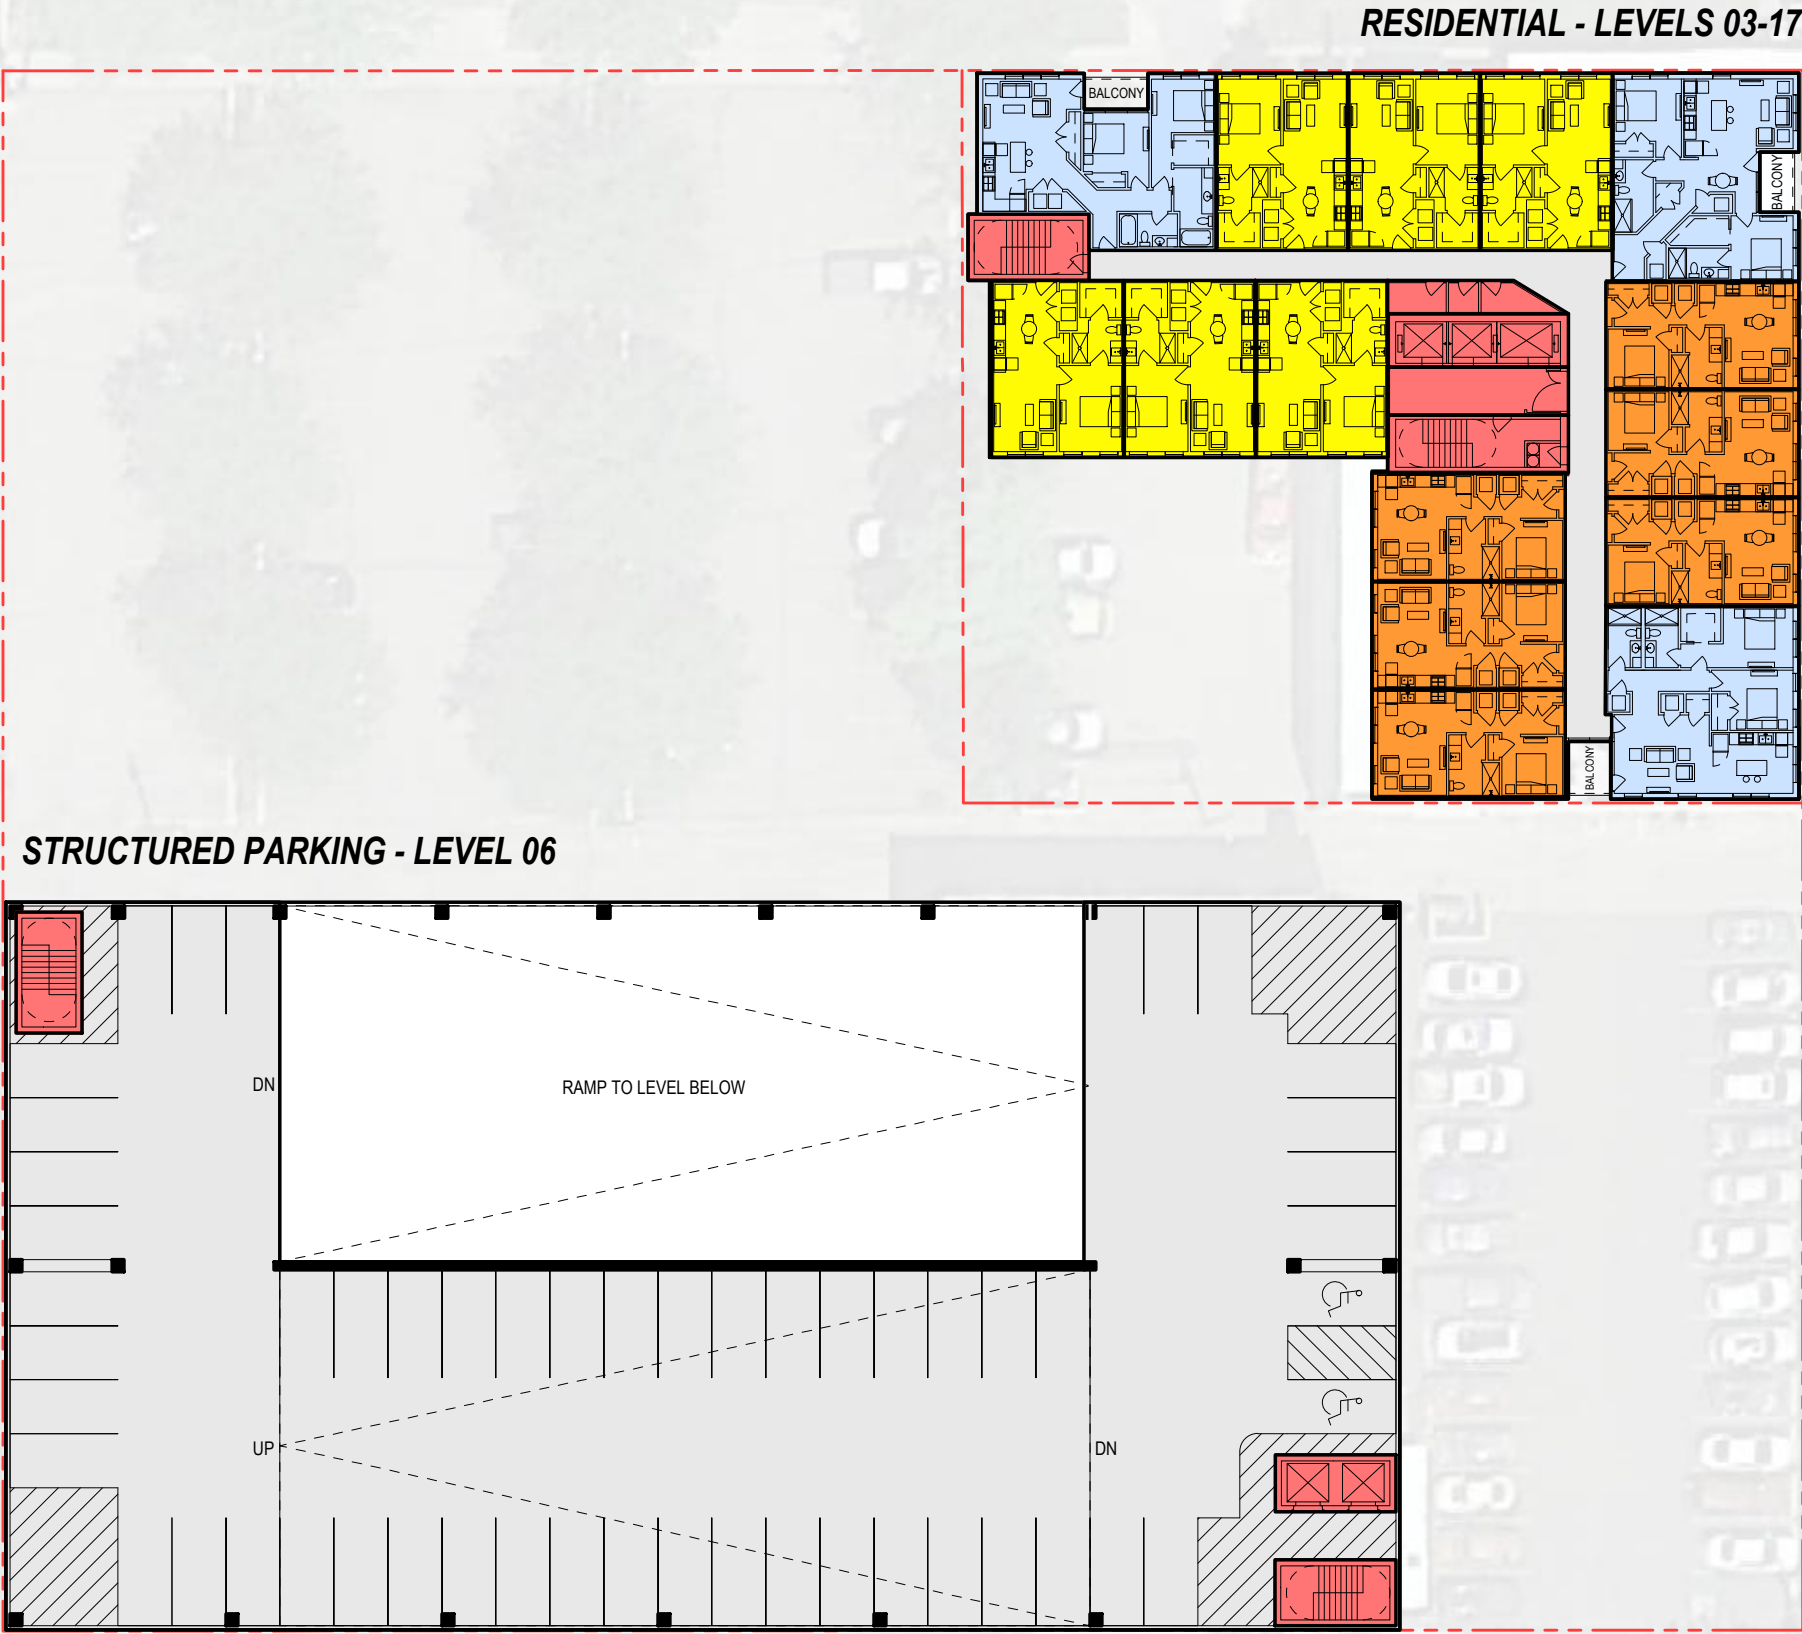 RESIDENTIAL - LEVELS 03-17
BALCONY
BALCONY
BALCONY
STRUCTURED PARKING - LEVEL 06
DN
RAMP TO LEVEL BELOW
UP
DN